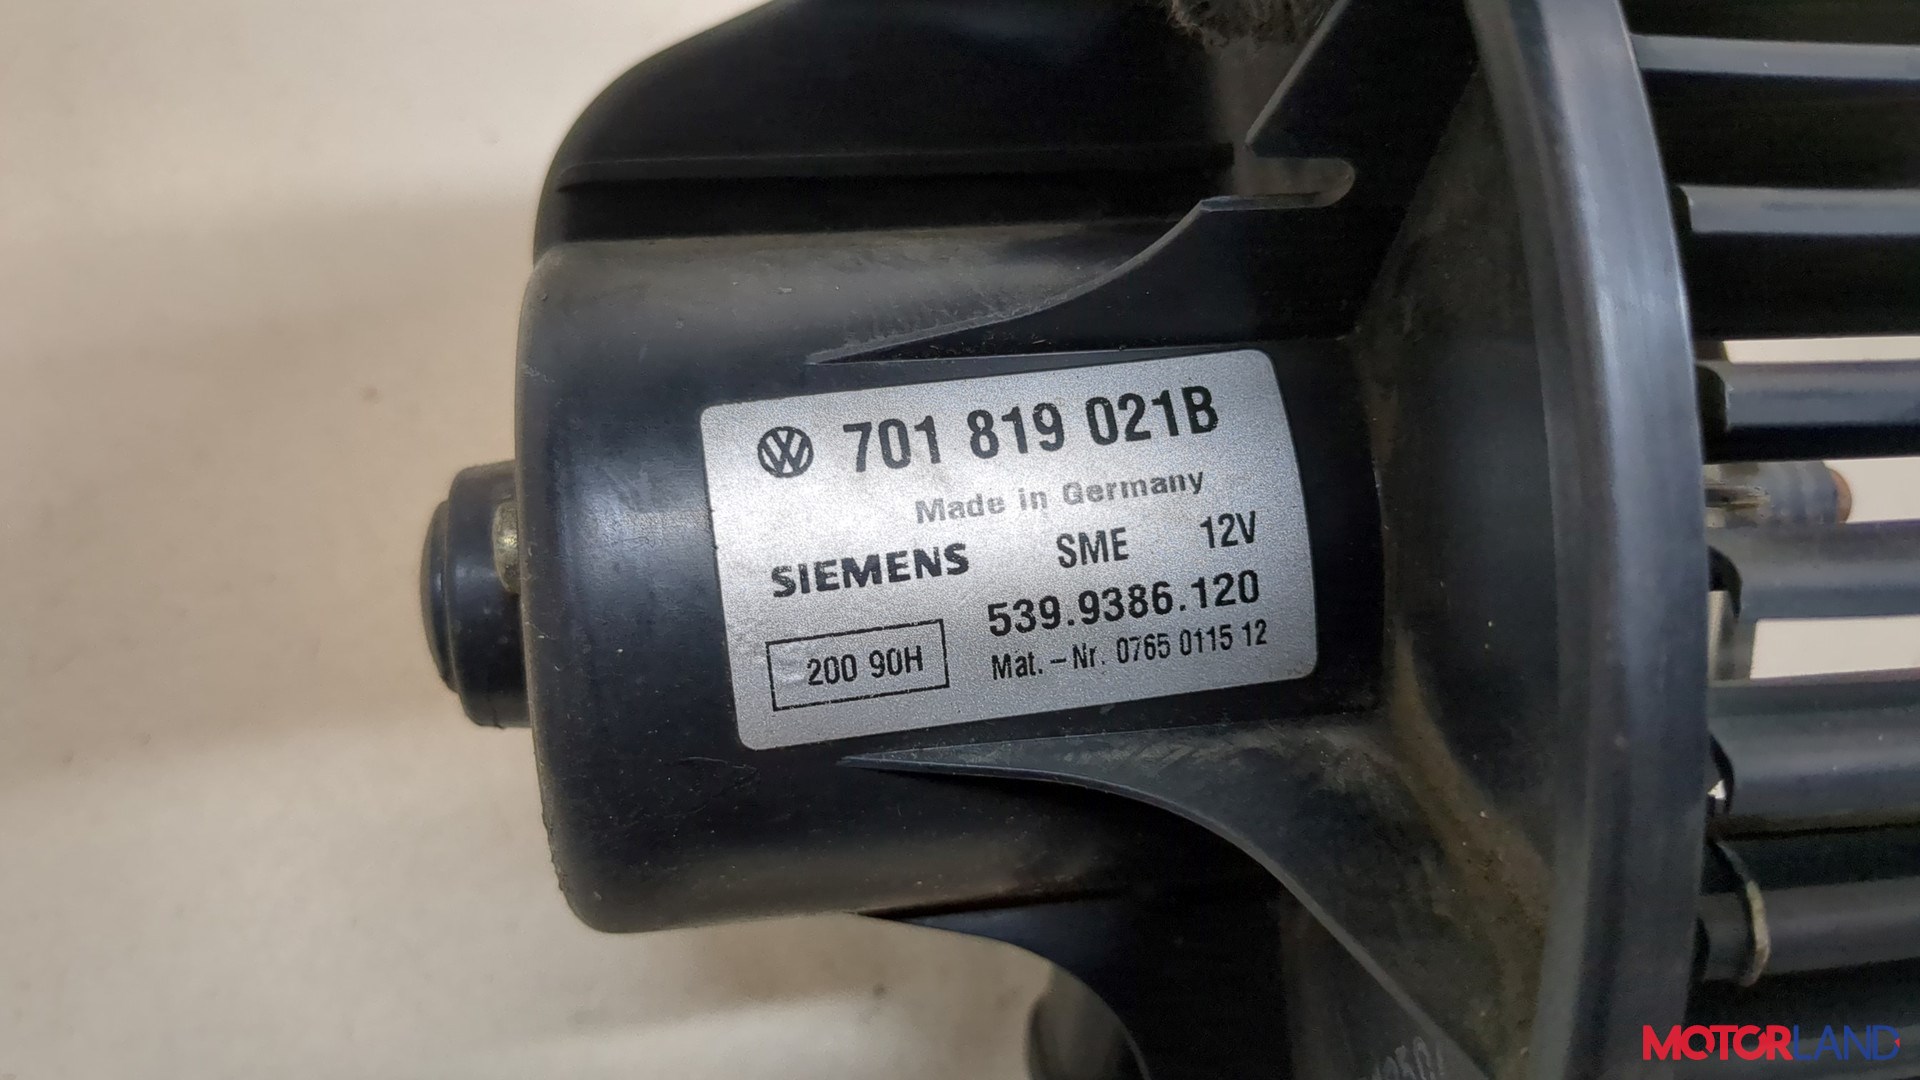 701 819 021B
Made in Germany
SIEMENS SME 12V
539.9386.120
200 90H
Mat.-Nr. 0765 0115 12
MOTORLAND